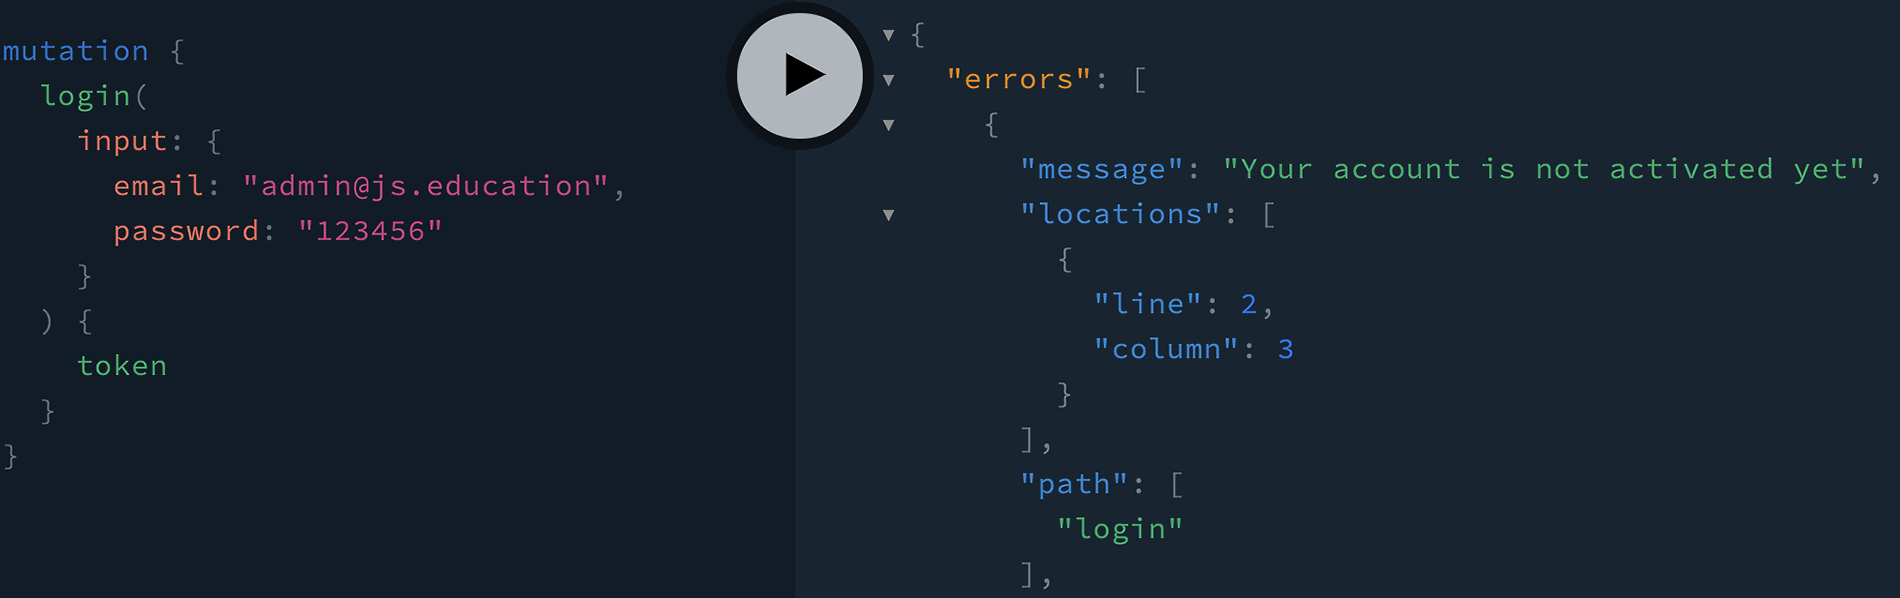 mutation {
login(
input: {
email: "admin@js.education",
password: "123456"
}
) {
token
}
}
{
"errors": [
{
"message": "Your account is not activated yet",
"locations": [
{
"line": 2,
"column": 3
}
],
"path": [
"login"
],